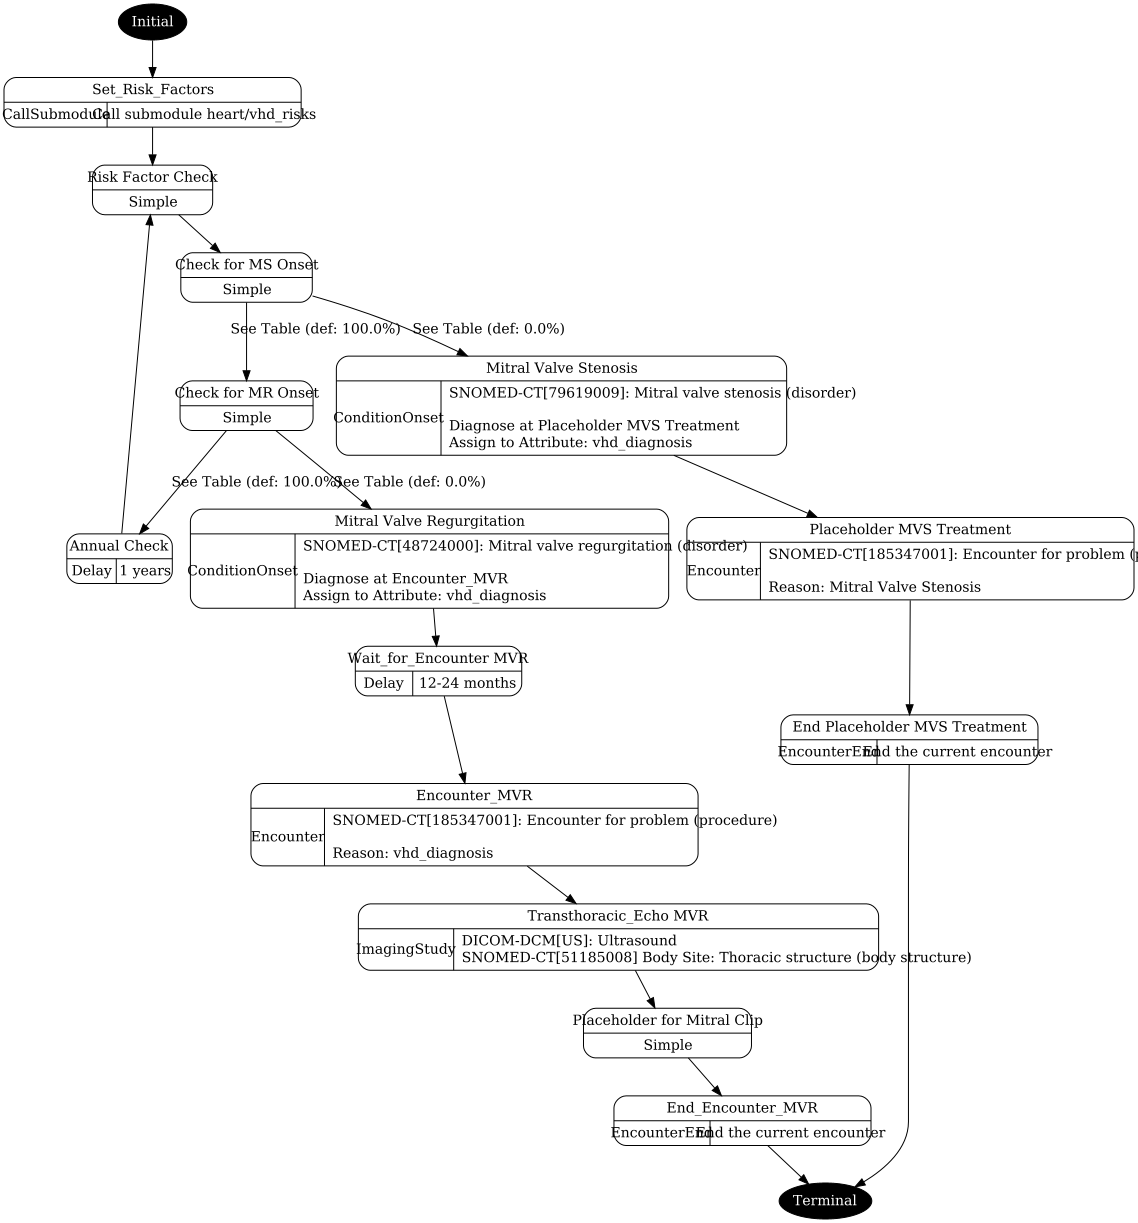 Initial
Set_Risk_Factors
CallSubmodule
Call submodule heart/vhd_risks
Risk Factor Check
Simple
Check for MS Onset
Simple
See Table (def: 100.0%)
See Table (def: 0.0%)
Mitral Valve Stenosis
ConditionOnset
SNOMED-CT[79619009]: Mitral valve stenosis (disorder)
Diagnose at Placeholder MVS Treatment
Assign to Attribute: vhd_diagnosis
Check for MR Onset
Simple
See Table (def: 100.0%)
See Table (def: 0.0%)
Annual Check
Delay
1 years
Mitral Valve Regurgitation
ConditionOnset
SNOMED-CT[48724000]: Mitral valve regurgitation (disorder)
Diagnose at Encounter_MVR
Assign to Attribute: vhd_diagnosis
Placeholder MVS Treatment
Encounter
SNOMED-CT[185347001]: Encounter for problem (
Reason: Mitral Valve Stenosis
Wait_for_Encounter MVR
Delay
12-24 months
End Placeholder MVS Treatment
EncounterEnd
End the current encounter
Encounter_MVR
Encounter
SNOMED-CT[185347001]: Encounter for problem (procedure)
Reason: vhd_diagnosis
Transthoracic_Echo MVR
ImagingStudy
DICOM-DCM[US]: Ultrasound
SNOMED-CT[51185008] Body Site: Thoracic structure (body structure)
Placeholder for Mitral Clip
Simple
End_Encounter_MVR
EncounterEnd
End the current encounter
Terminal